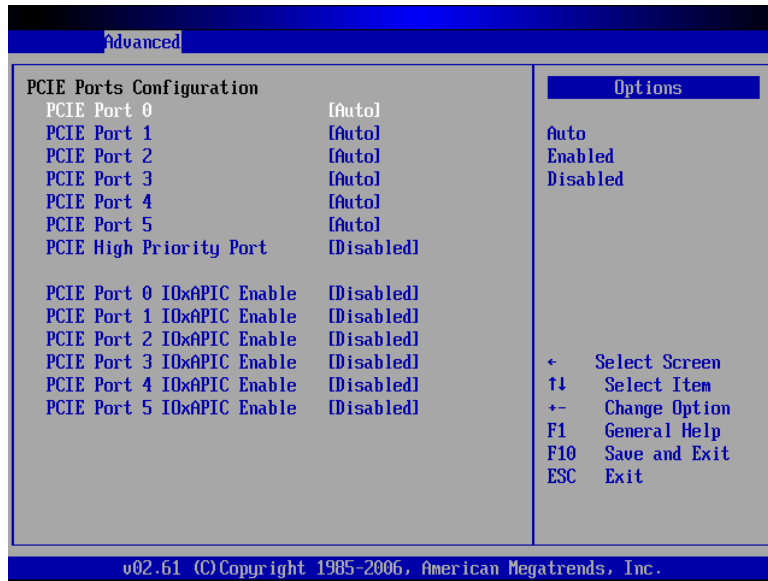 Advanced
PCIE Ports Configuration
PCIE Port 0 [Auto]
PCIE Port 1 [Auto]
PCIE Port 2 [Auto]
PCIE Port 3 [Auto]
PCIE Port 4 [Auto]
PCIE Port 5 [Auto]
PCIE High Priority Port [Disabled]
PCIE Port 0 IOxAPIC Enable [Disabled]
PCIE Port 1 IOxAPIC Enable [Disabled]
PCIE Port 2 IOxAPIC Enable [Disabled]
PCIE Port 3 IOxAPIC Enable [Disabled]
PCIE Port 4 IOxAPIC Enable [Disabled]
PCIE Port 5 IOxAPIC Enable [Disabled]
Options
Auto
Enabled
Disabled
← Select Screen
↑↓ Select Item
+- Change Option
F1 General Help
F10 Save and Exit
ESC Exit
v02.61 (C)Copyright 1985-2006, American Megatrends, Inc.